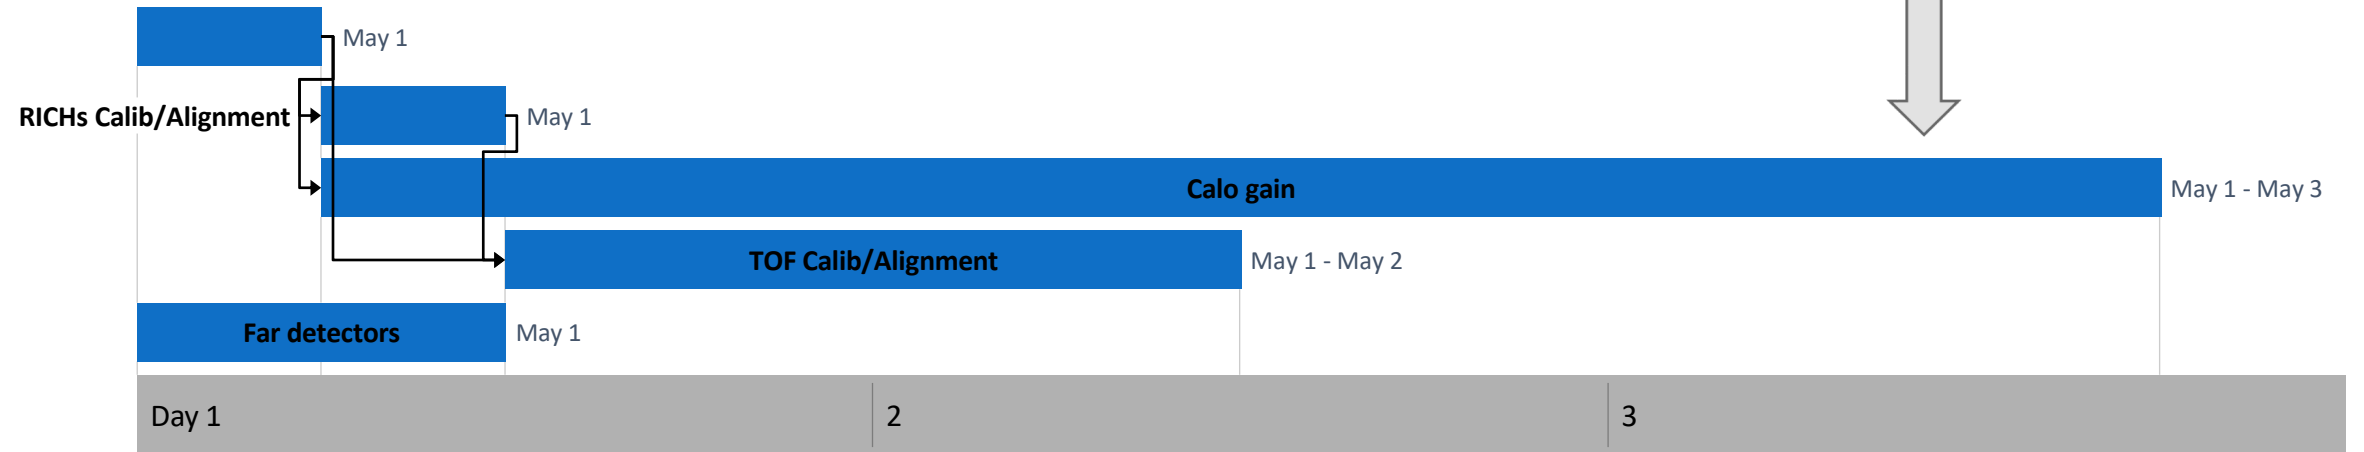 May 1
RICHs Calib/Alignment May 1
Calo gain May 1 - May 3
TOF Calib/Alignment May 1 - May 2
Far detectors May 1
Day 1 2 3